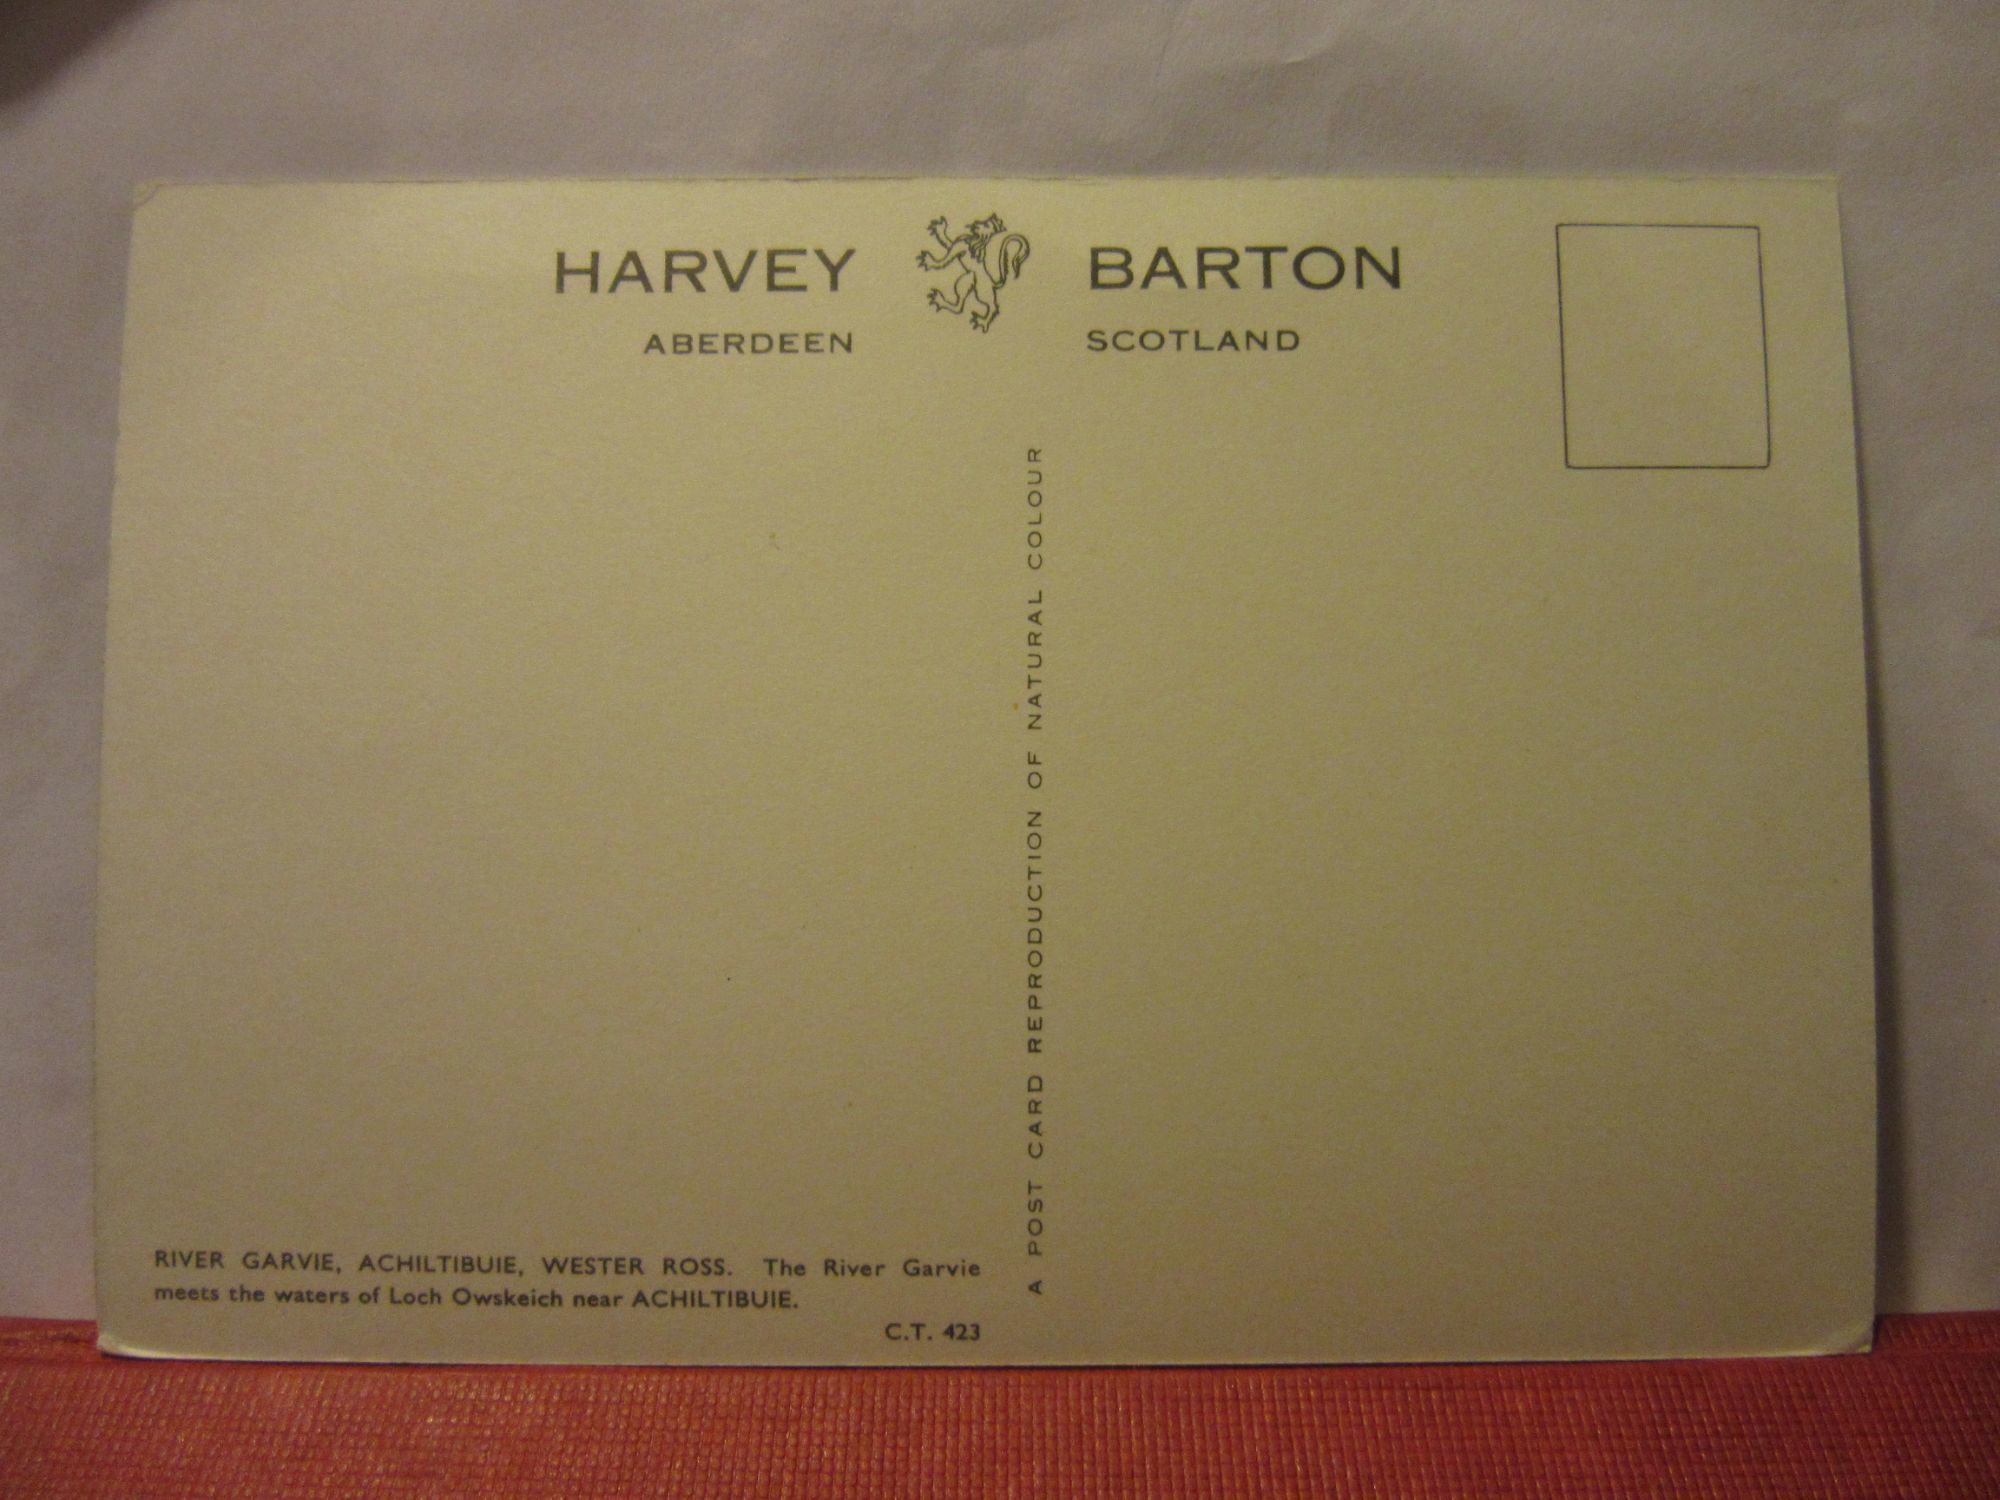 HARVEY BARTON
ABERDEEN SCOTLAND
A POST CARD REPRODUCTION OF NATURAL COLOUR
RIVER GARVIE, ACHILTIBUIE, WESTER ROSS. The River Garvie
meets the waters of Loch Owskeich near ACHILTIBUIE.
C.T. 423